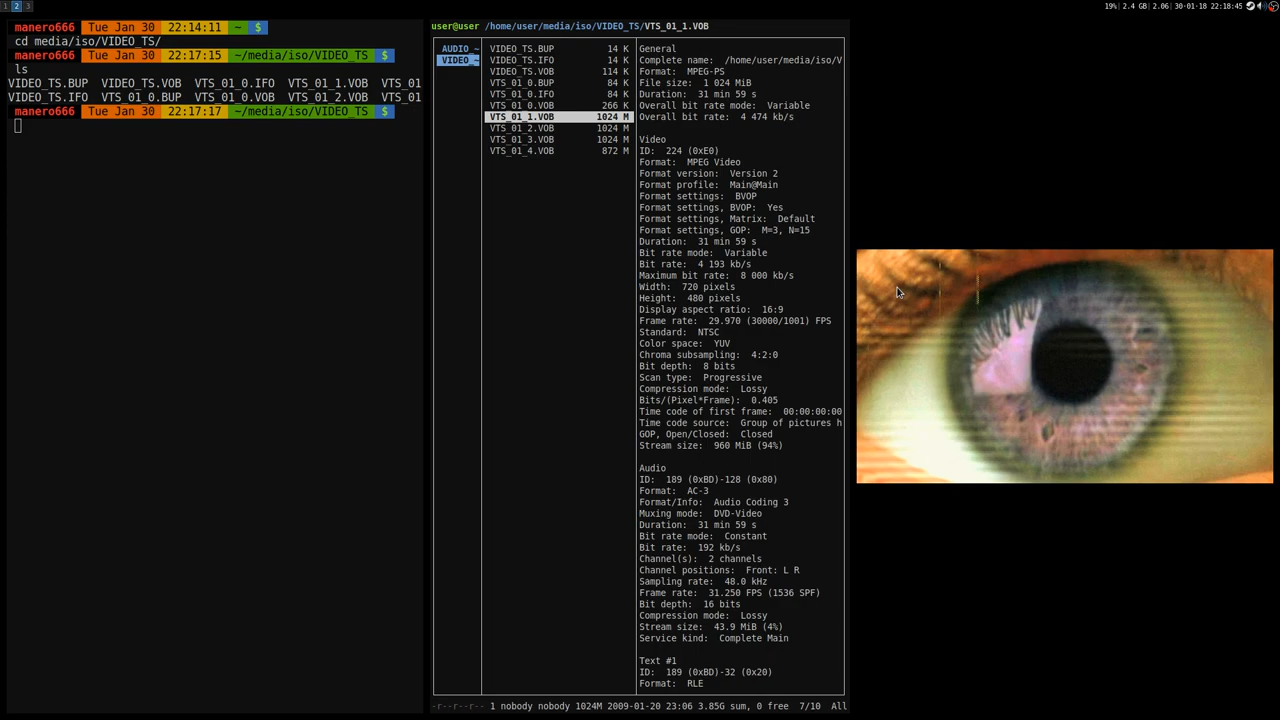 1 2 3
19% | 2.4 GB | 2.06 | 30-01-18 22:18:45
manero666 Tue Jan 30 22:14:11 ~ $
cd media/iso/VIDEO_TS/
manero666 Tue Jan 30 22:17:15 ~/media/iso/VIDEO_TS $
ls
VIDEO_TS.BUP VIDEO_TS.VOB VTS_01_0.IFO VTS_01_1.VOB VTS_01
VIDEO_TS.IFO VTS_01_0.BUP VTS_01_0.VOB VTS_01_2.VOB VTS_01
manero666 Tue Jan 30 22:17:17 ~/media/iso/VIDEO_TS $
user@user /home/user/media/iso/VIDEO_TS/VTS_01_1.VOB
AUDIO_~
VIDEO_~
VIDEO_TS.BUP 14 K
VIDEO_TS.IFO 14 K
VIDEO_TS.VOB 114 K
VTS_01_0.BUP 84 K
VTS_01_0.IFO 84 K
VTS_01_0.VOB 266 K
VTS_01_1.VOB 1024 M
VTS_01_2.VOB 1024 M
VTS_01_3.VOB 1024 M
VTS_01_4.VOB 872 M
General
Complete name: /home/user/media/iso/V
Format: MPEG-PS
File size: 1 024 MiB
Duration: 31 min 59 s
Overall bit rate mode: Variable
Overall bit rate: 4 474 kb/s
Video
ID: 224 (0xE0)
Format: MPEG Video
Format version: Version 2
Format profile: Main@Main
Format settings: BVOP
Format settings, BVOP: Yes
Format settings, Matrix: Default
Format settings, GOP: M=3, N=15
Duration: 31 min 59 s
Bit rate mode: Variable
Bit rate: 4 193 kb/s
Maximum bit rate: 8 000 kb/s
Width: 720 pixels
Height: 480 pixels
Display aspect ratio: 16:9
Frame rate: 29.970 (30000/1001) FPS
Standard: NTSC
Color space: YUV
Chroma subsampling: 4:2:0
Bit depth: 8 bits
Scan type: Progressive
Compression mode: Lossy
Bits/(Pixel*Frame): 0.405
Time code of first frame: 00:00:00:00
Time code source: Group of pictures h
GOP, Open/Closed: Closed
Stream size: 960 MiB (94%)
Audio
ID: 189 (0xBD)-128 (0x80)
Format: AC-3
Format/Info: Audio Coding 3
Muxing mode: DVD-Video
Duration: 31 min 59 s
Bit rate mode: Constant
Bit rate: 192 kb/s
Channel(s): 2 channels
Channel positions: Front: L R
Sampling rate: 48.0 kHz
Frame rate: 31.250 FPS (1536 SPF)
Bit depth: 16 bits
Compression mode: Lossy
Stream size: 43.9 MiB (4%)
Service kind: Complete Main
Text #1
ID: 189 (0xBD)-32 (0x20)
Format: RLE
-r--r--r-- 1 nobody nobody 1024M 2009-01-20 23:06 3.85G sum, 0 free 7/10 All